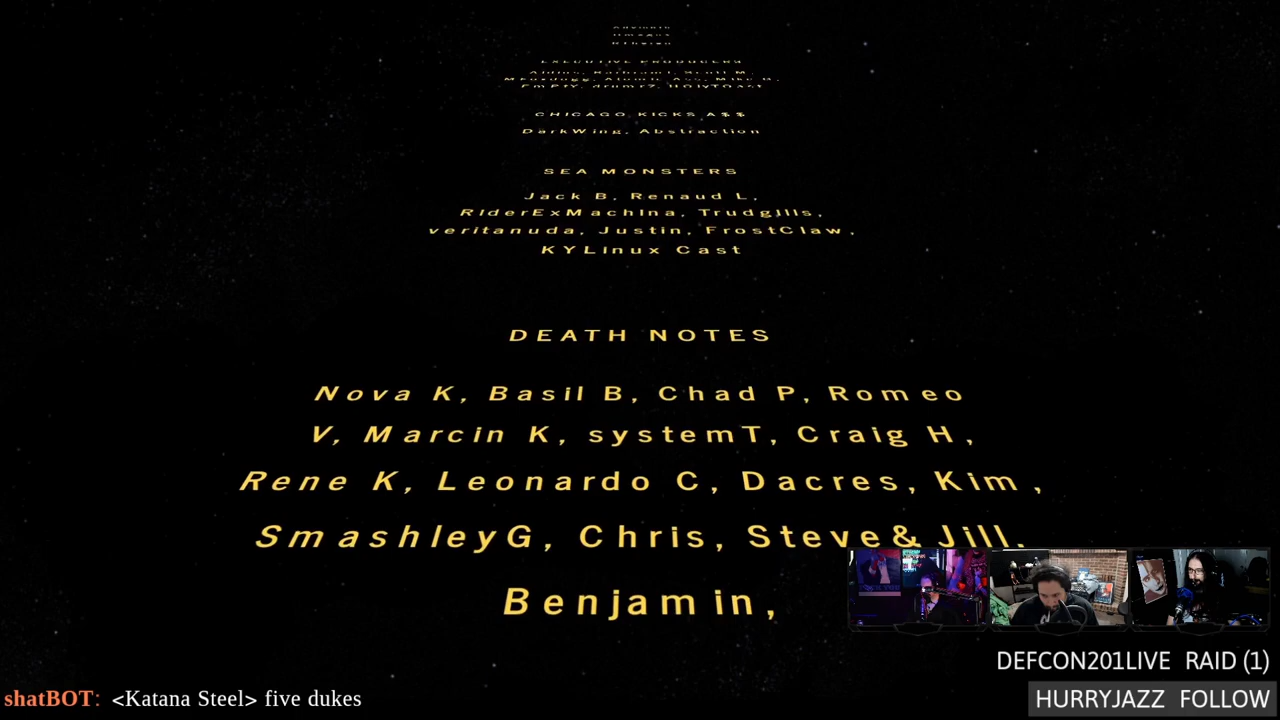 EXECUTIVE PRODUCERS
CHICAGO KICKS A$$
DarkWing, Abstraction
SEA MONSTERS
Jack B, Renaud L,
RiderExMachina, Trudgills,
veritanuda, Justin, FrostClaw,
KYLinux Cast
DEATH NOTES
Nova K, Basil B, Chad P, Romeo
V, Marcin K, systemT, Craig H,
Rene K, Leonardo C, Dacres, Kim,
SmashleyG, Chris, Steve& Jill,
Benjamin,
DEFCON201LIVE RAID (1)
shatBOT: <Katana Steel> five dukes
HURRYJAZZ FOLLOW